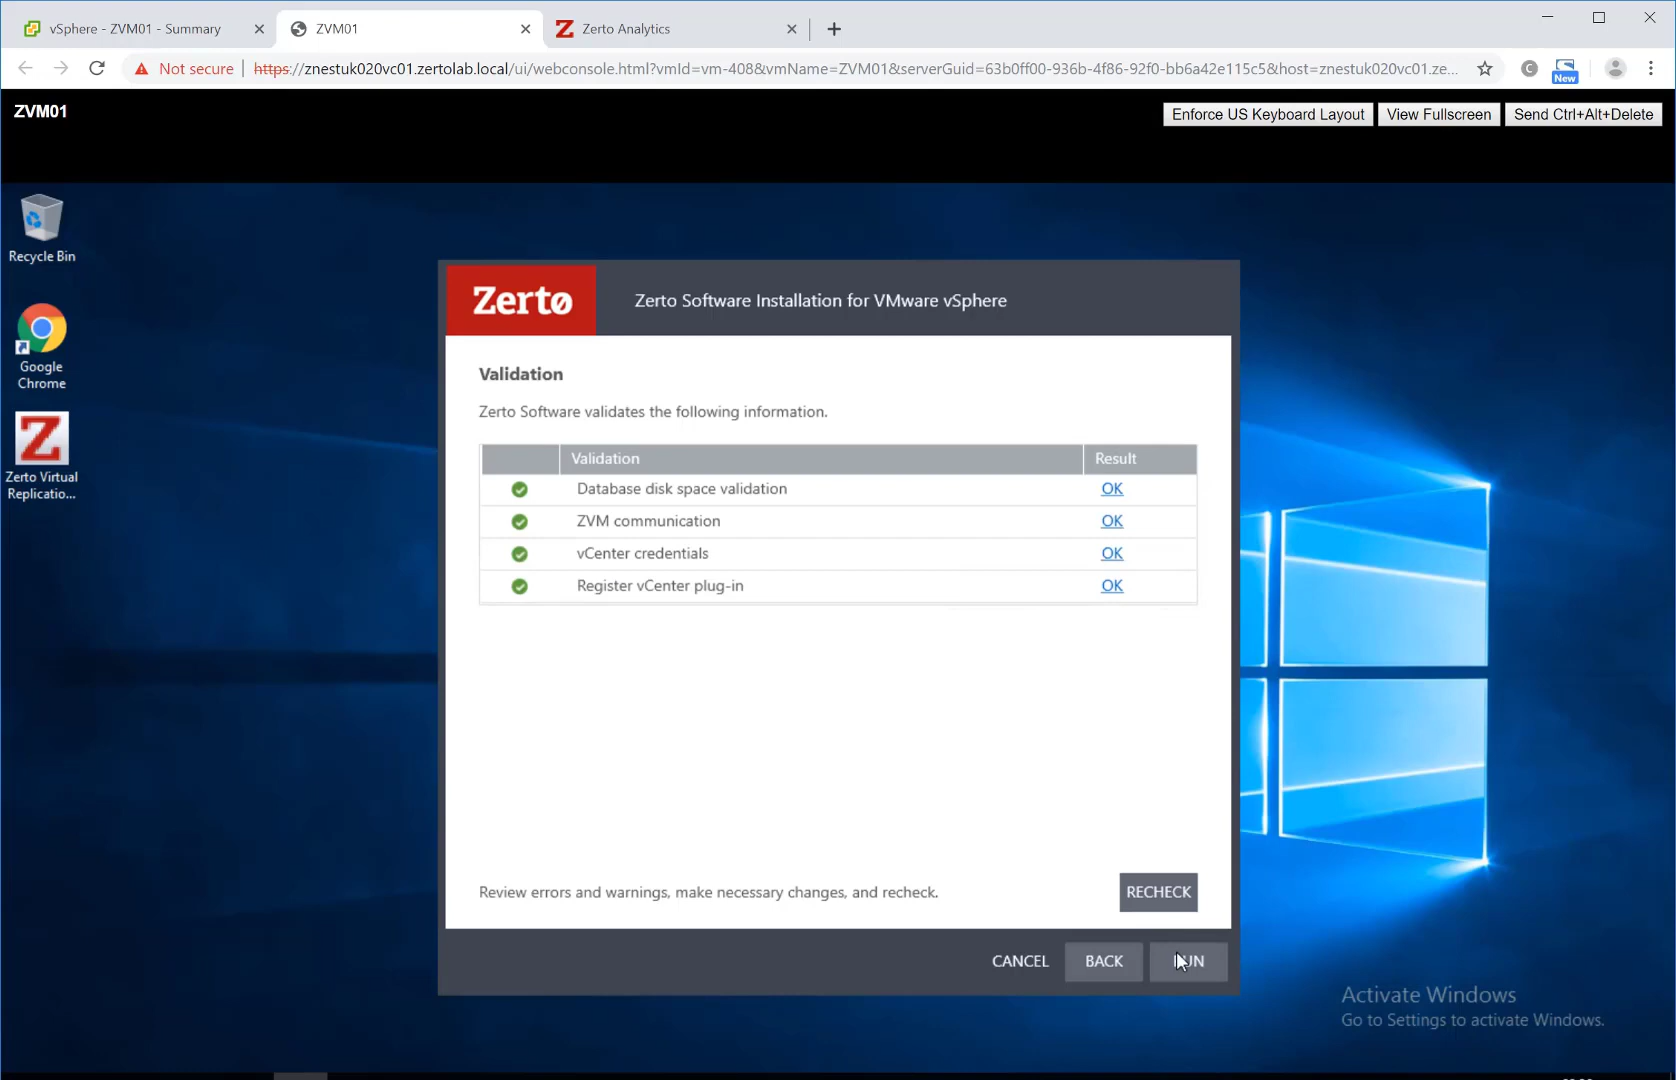 vSphere - ZVM01 - Summary
ZVM01
Zerto Analytics
Not secure
https://znestuk020vc01.zertolab.local/ui/webconsole.html?vmId=vm-408&vmName=ZVM01&serverGuid=63b0ff00-936b-4f86-92f0-bb6a42e115c5&host=znestuk020vc01.ze...
C
New
ZVM01
Enforce US Keyboard Layout
View Fullscreen
Send Ctrl+Alt+Delete
Recycle Bin
Google
Chrome
Z
Zerto Virtual
Replicatio...
Zerto
Zerto Software Installation for VMware vSphere
Validation
Zerto Software validates the following information.
Validation Result
Database disk space validation OK
ZVM communication OK
vCenter credentials OK
Register vCenter plug-in OK
Review errors and warnings, make necessary changes, and recheck.
RECHECK
CANCEL
BACK
RUN
Activate Windows
Go to Settings to activate Windows.